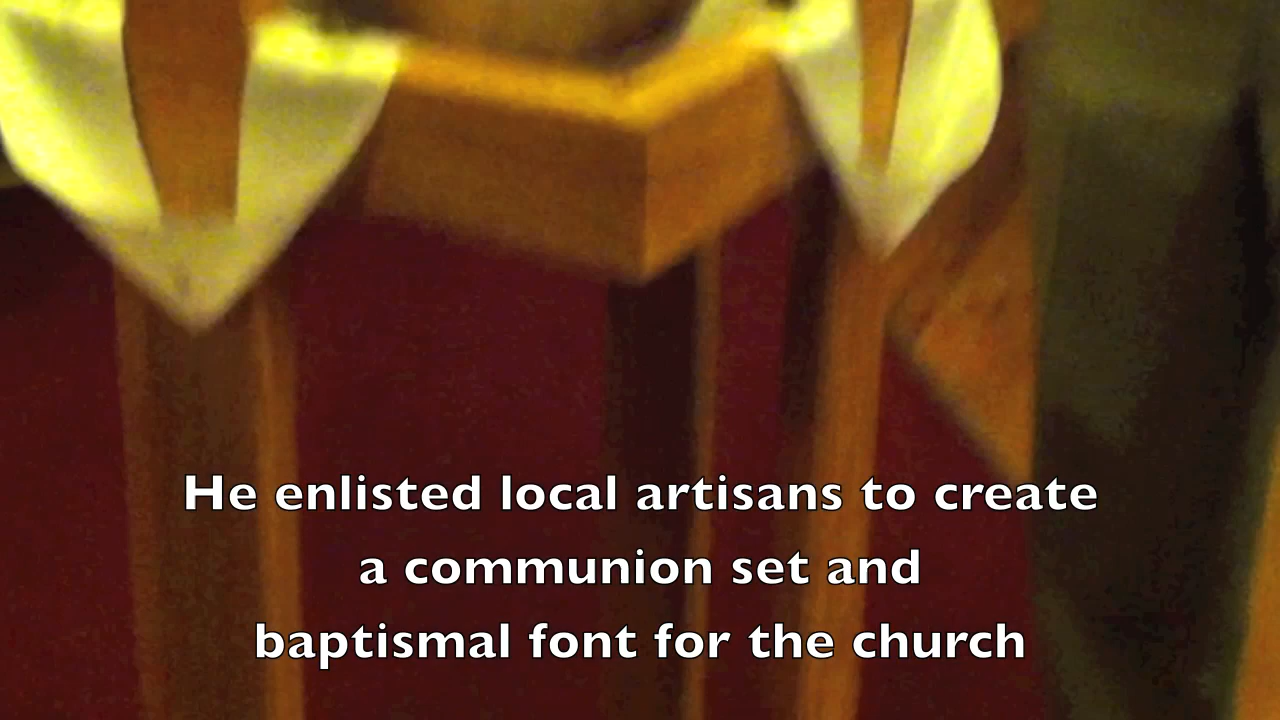 He enlisted local artisans to create
a communion set and
baptismal font for the church